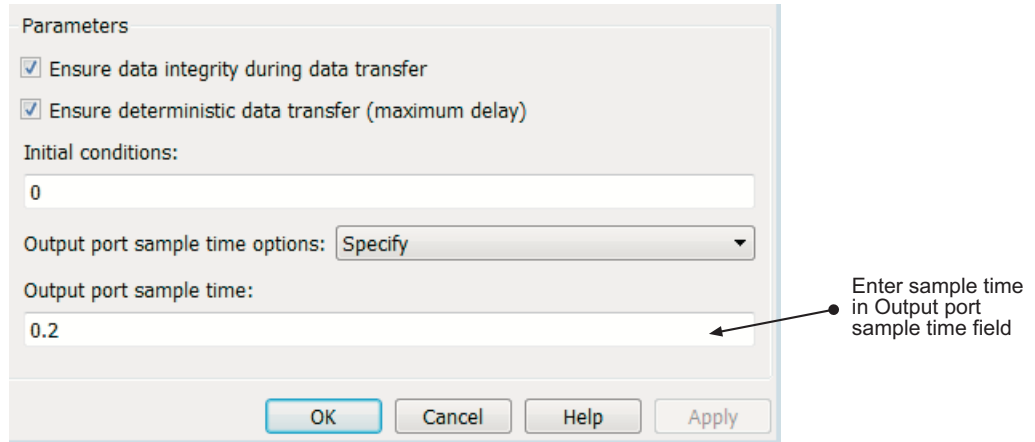 Parameters
Ensure data integrity during data transfer
Ensure deterministic data transfer (maximum delay)
Initial conditions:
0
Output port sample time options: Specify
Output port sample time:
0.2
Enter sample time
in Output port
sample time field
OK Cancel Help Apply